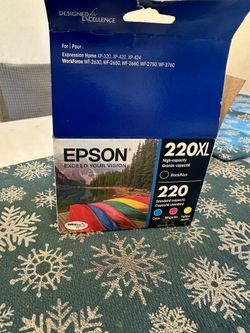 DESIGNED for
EXCELLENCE
For / Pour :
Expression Home XP-320, XP-420, XP-424
WorkForce WF-2630, WF-2650, WF-2660, WF-2750, WF-2760
EPSON
EXCEED YOUR VISION
220XL
High-capacity
Grande capacité
Black/Noir
220
Standard-capacity
Capacité standard
Cyan
Magenta